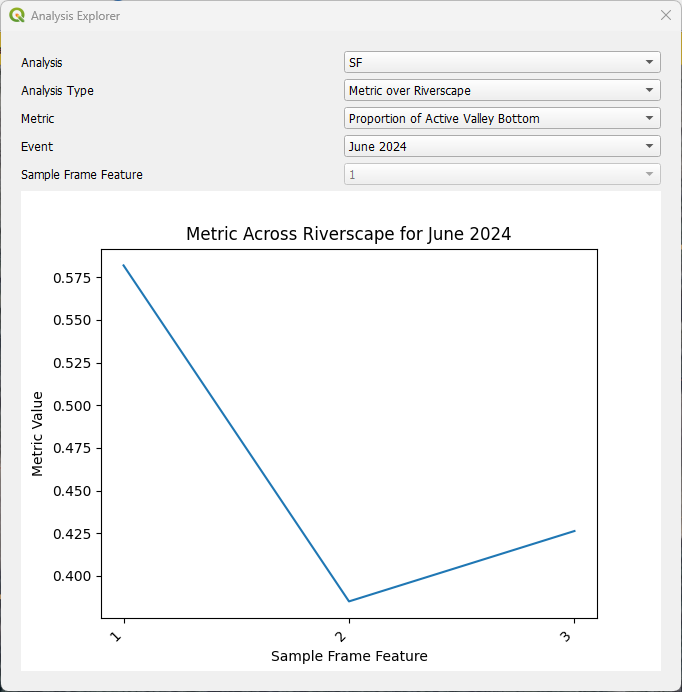 Analysis Explorer
Analysis SF
Analysis Type Metric over Riverscape
Metric Proportion of Active Valley Bottom
Event June 2024
Sample Frame Feature 1
Metric Across Riverscape for June 2024
0.575
0.550
0.525
0.500
0.475
0.450
0.425
0.400
Metric Value
1 2 3
Sample Frame Feature